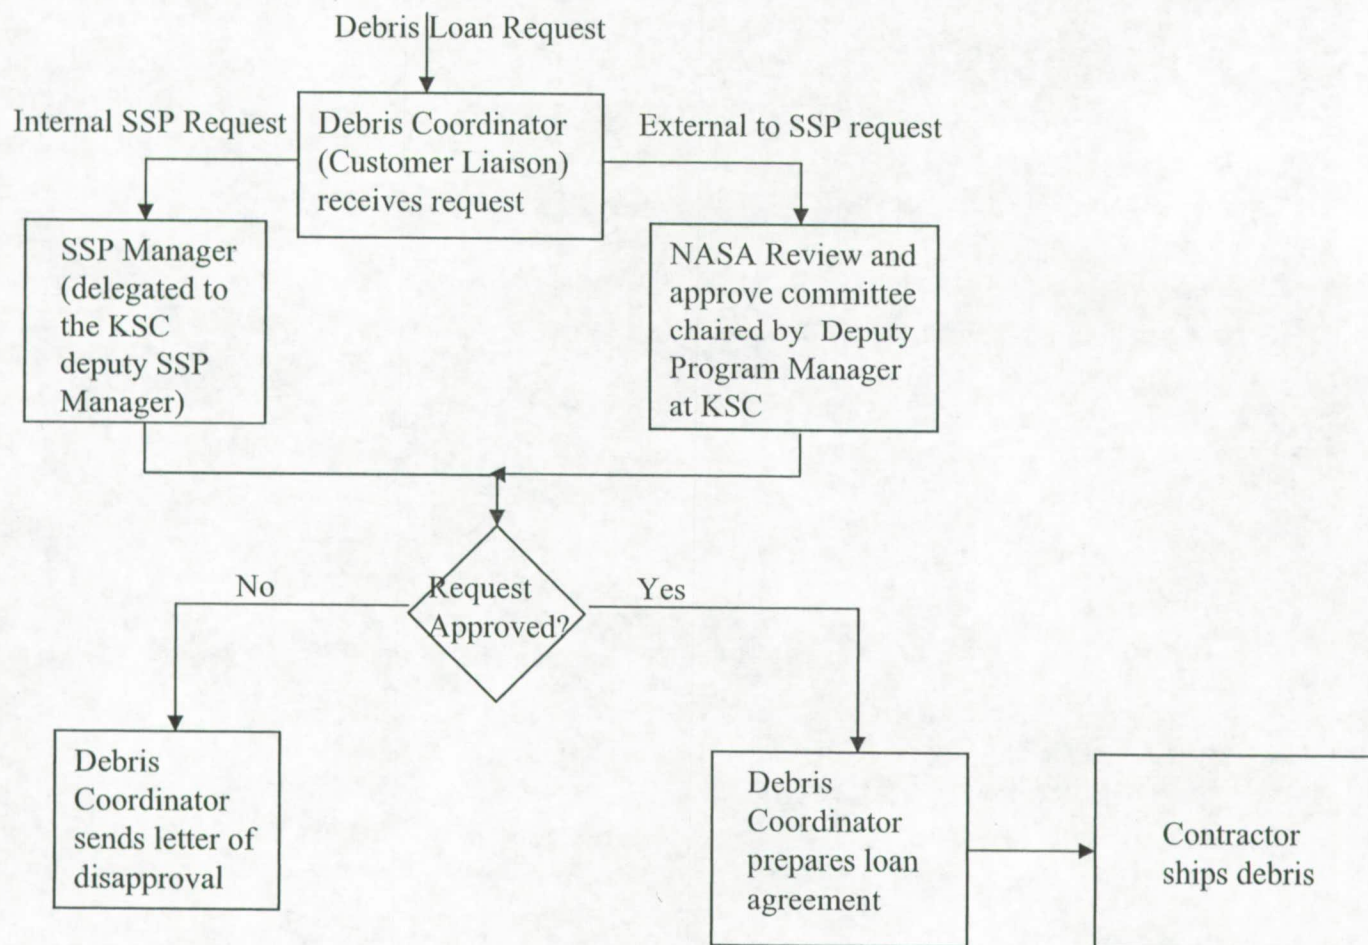 Debris Loan Request
Internal SSP Request
Debris Coordinator
(Customer Liaison)
receives request
External to SSP request
SSP Manager
(delegated to
the KSC
deputy SSP
Manager)
NASA Review and
approve committee
chaired by Deputy
Program Manager
at KSC
Request
Approved?
No
Yes
Debris
Coordinator
sends letter of
disapproval
Debris
Coordinator
prepares loan
agreement
Contractor
ships debris